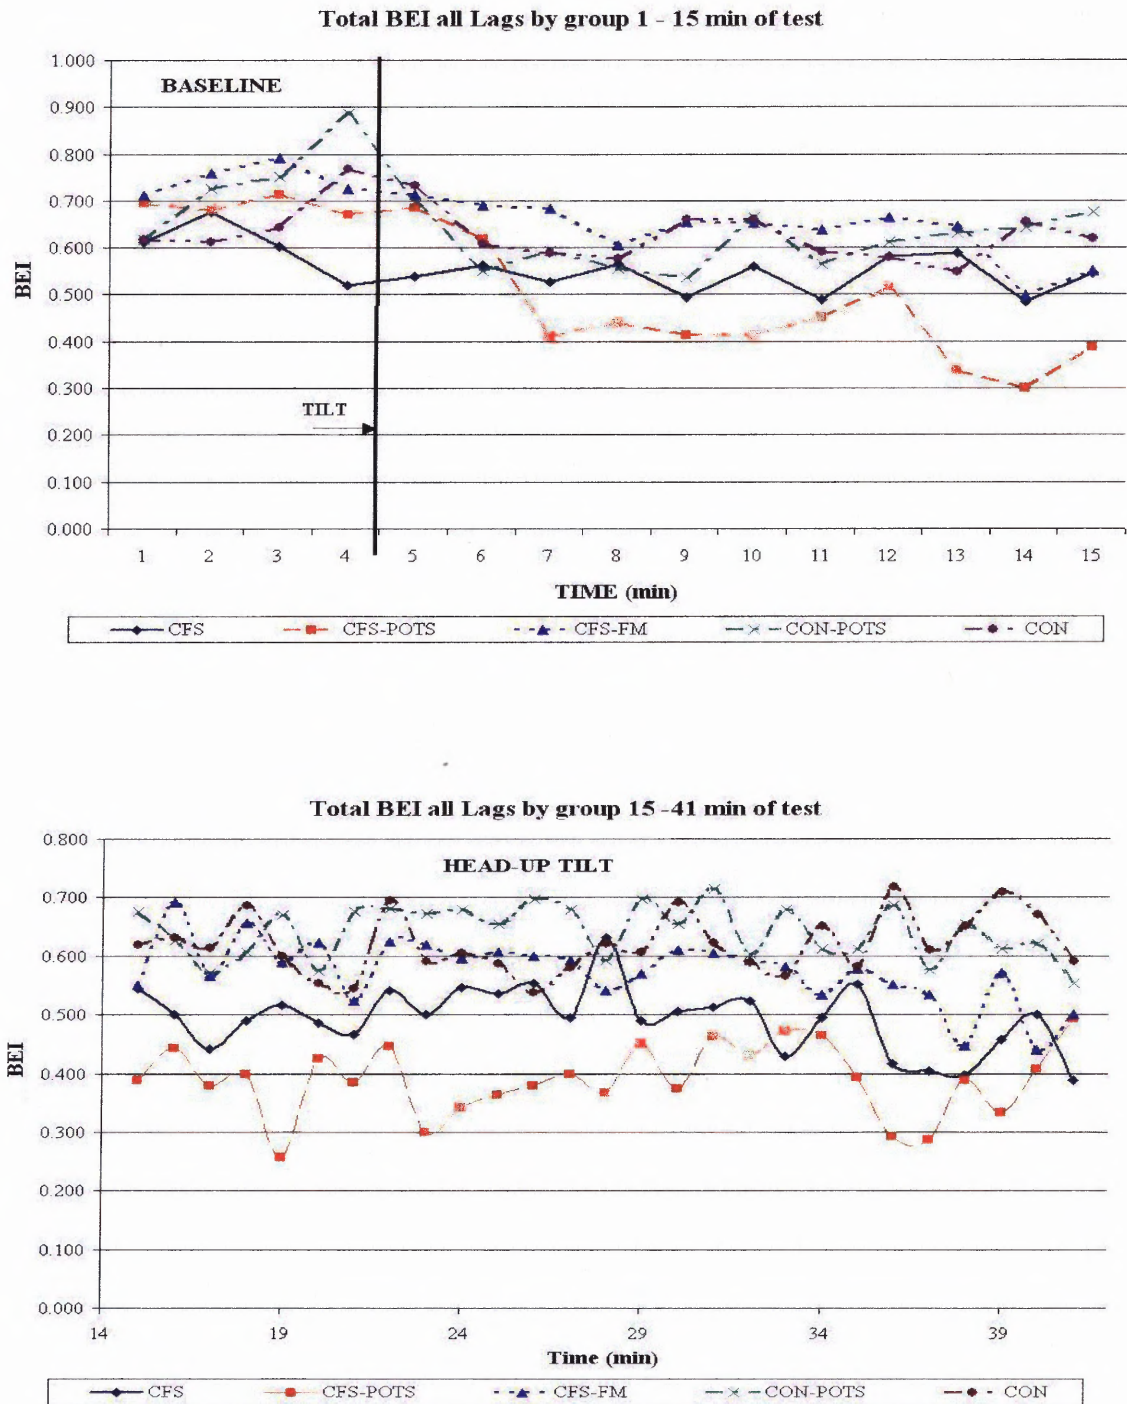 Total BEI all Lags by group 1 - 15 min of test
1.000
BASELINE
0.900
0.800
0.700
0.600
BEI
0.500
0.400
0.300
TILT
0.200
0.100
0.000
1 2 3 4 5 6 7 8 9 10 11 12 13 14 15
TIME (min)
CFS CFS-POTS CFS-FM CON-POTS CON
Total BEI all Lags by group 15 -41 min of test
0.800
HEAD-UP TILT
0.700
0.600
0.500
BEI
0.400
0.300
0.200
0.100
0.000
14 19 24 29 34 39
Time (min)
CFS CFS-POTS CFS-FM CON-POTS CON